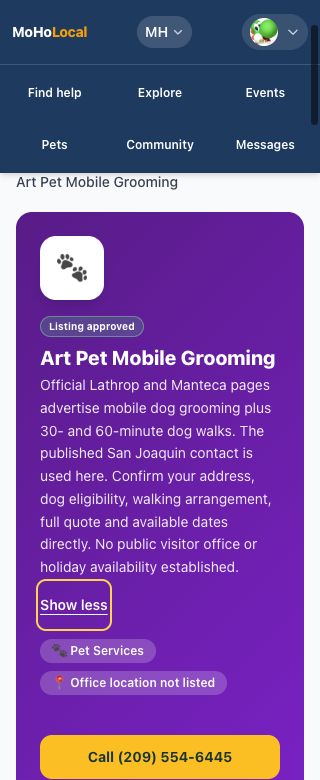 MoHoLocal
MH
Find help
Explore
Events
Pets
Community
Messages
Art Pet Mobile Grooming
Listing approved
Art Pet Mobile Grooming
Official Lathrop and Manteca pages
advertise mobile dog grooming plus
30- and 60-minute dog walks. The
published San Joaquin contact is
used here. Confirm your address,
dog eligibility, walking arrangement,
full quote and available dates
directly. No public visitor office or
holiday availability established.
Show less
🐾 Pet Services
📍 Office location not listed
Call (209) 554-6445